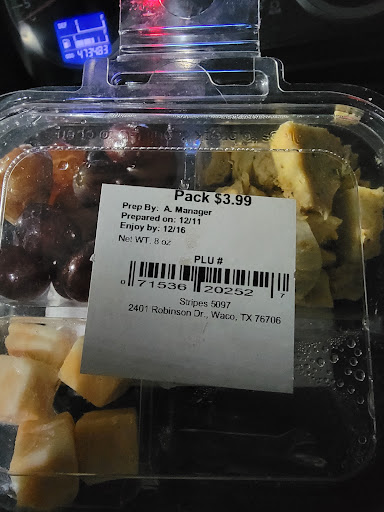 Pack $3.99
Prep By: A. Manager
Prepared on: 12/11
Enjoy by: 12/16
Net WT. 8 oz
PLU #
0 71536 20252 7
Stripes 5097
2401 Robinson Dr., Waco, TX 76706